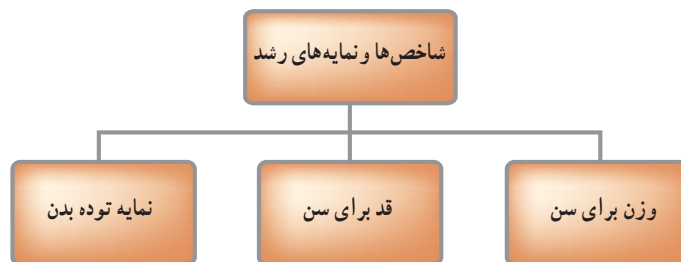 شاخص‌ها و نمایه‌های رشد
وزن برای سن
قد برای سن
نمایه توده بدن